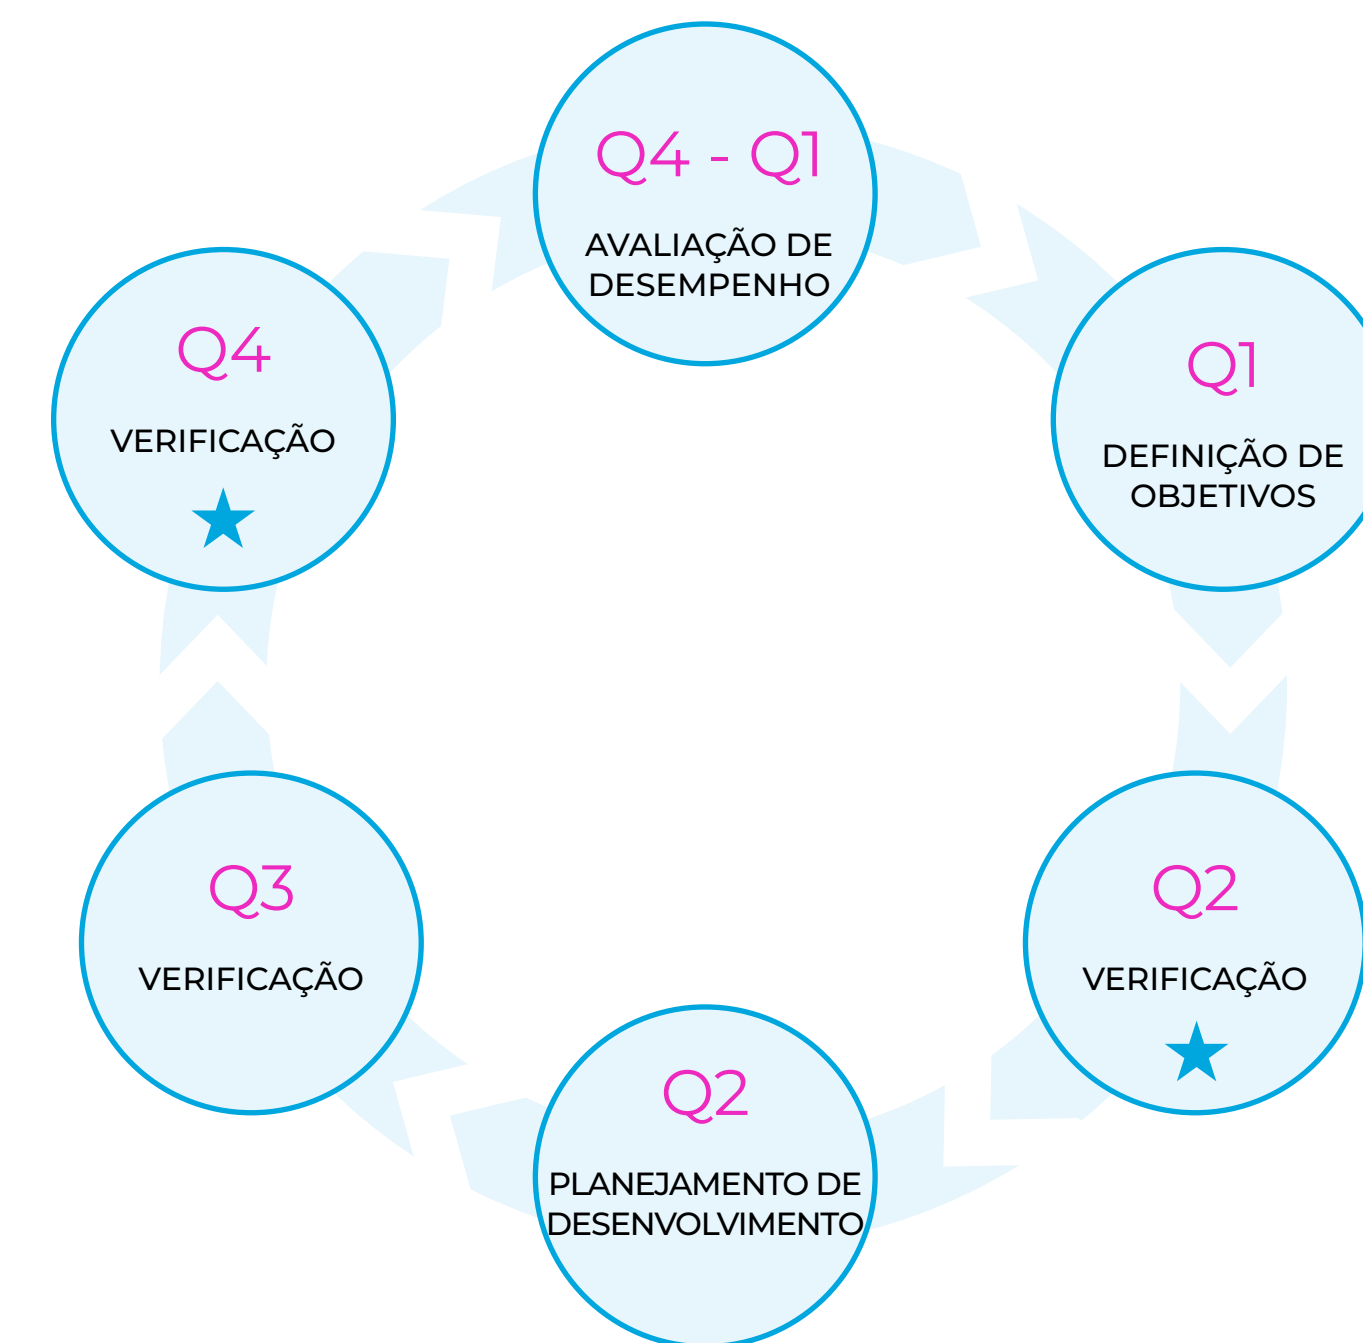 Q4 - Q1
AVALIAÇÃO DE
DESEMPENHO
Q1
DEFINIÇÃO DE
OBJETIVOS
Q2
VERIFICAÇÃO
Q2
PLANEJAMENTO DE
DESENVOLVIMENTO
Q3
VERIFICAÇÃO
Q4
VERIFICAÇÃO